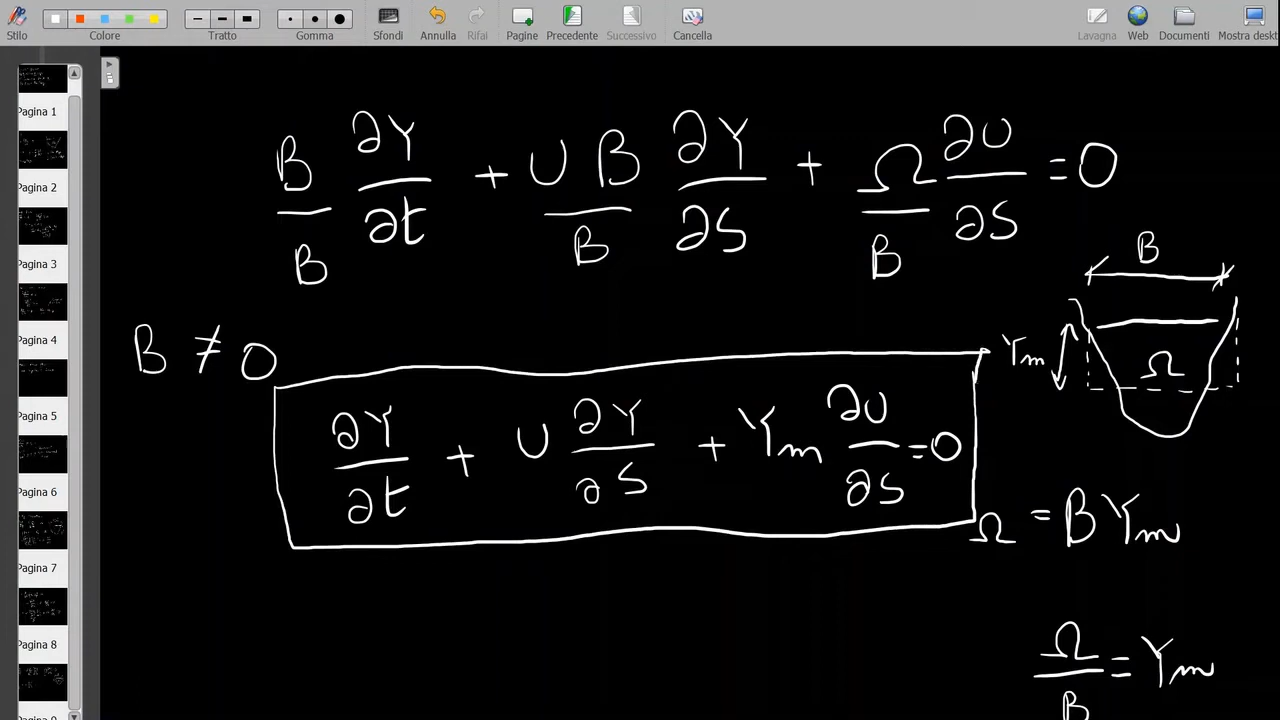 Stilo Colore Tratto Gomma Sfondi Annulla Rifai Pagine Precedente Successivo Cancella Lavagna Web Documenti Mostra deskt
Pagina 1
Pagina 2
Pagina 3
Pagina 4
Pagina 5
Pagina 6
Pagina 7
Pagina 8
Pagina 9
B/B ∂Y/∂t + U B/B ∂Y/∂s + Ω/B ∂U/∂s = 0
B
B ≠ 0
Ym
Ω
∂Y/∂t + U ∂Y/∂s + Ym ∂U/∂s = 0
Ω = B Ym
Ω/B = Ym